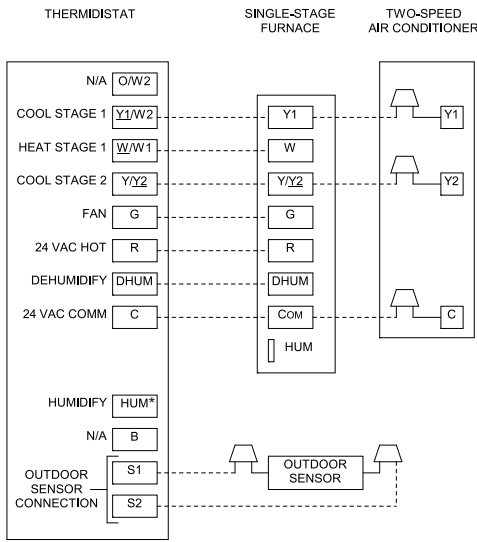 THERMIDISTAT
SINGLE-STAGE
FURNACE
TWO-SPEED
AIR CONDITIONER
N/A O/W2
COOL STAGE 1 Y1/W2 Y1 Y1
HEAT STAGE 1 W/W1 W
COOL STAGE 2 Y/Y2 Y/Y2 Y2
FAN G G
24 VAC HOT R R
DEHUMIDIFY DHUM DHUM
24 VAC COMM C COM C
HUM
HUMIDIFY HUM*
N/A B
OUTDOOR
SENSOR
CONNECTION
S1
S2
OUTDOOR
SENSOR